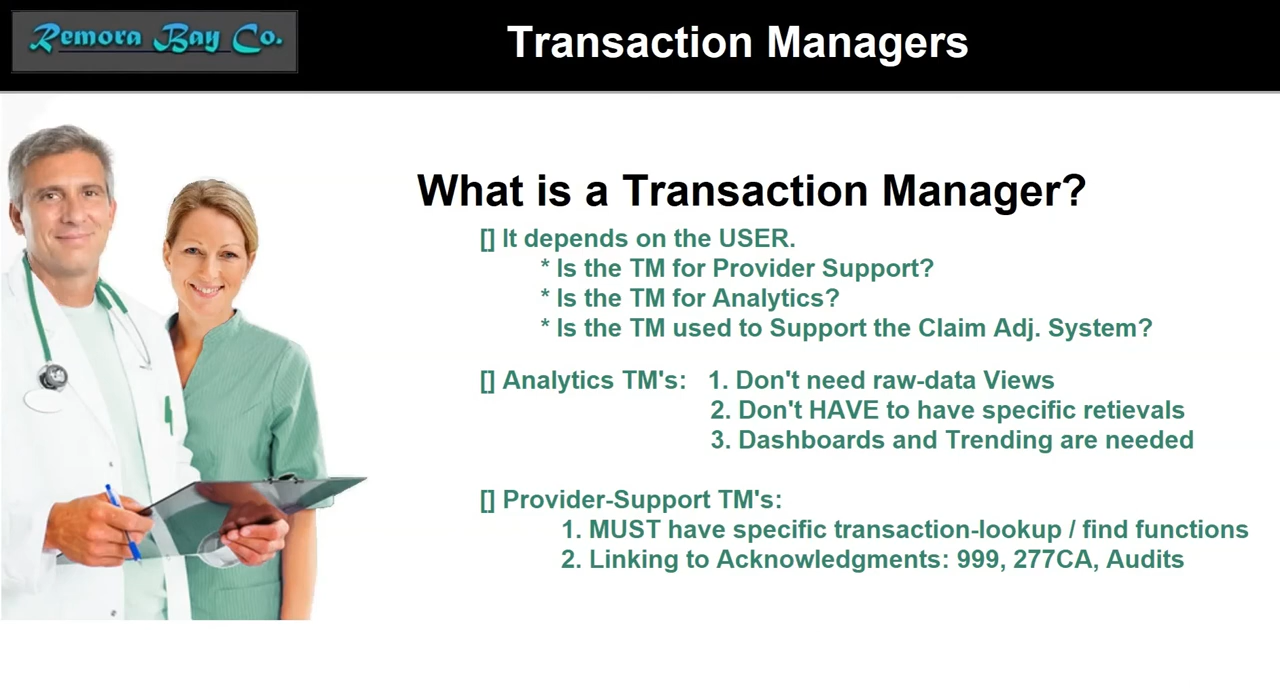 Remora Bay Co.
Transaction Managers
What is a Transaction Manager?
[] It depends on the USER.
* Is the TM for Provider Support?
* Is the TM for Analytics?
* Is the TM used to Support the Claim Adj. System?
[] Analytics TM's: 1. Don't need raw-data Views
2. Don't HAVE to have specific retievals
3. Dashboards and Trending are needed
[] Provider-Support TM's:
1. MUST have specific transaction-lookup / find functions
2. Linking to Acknowledgments: 999, 277CA, Audits